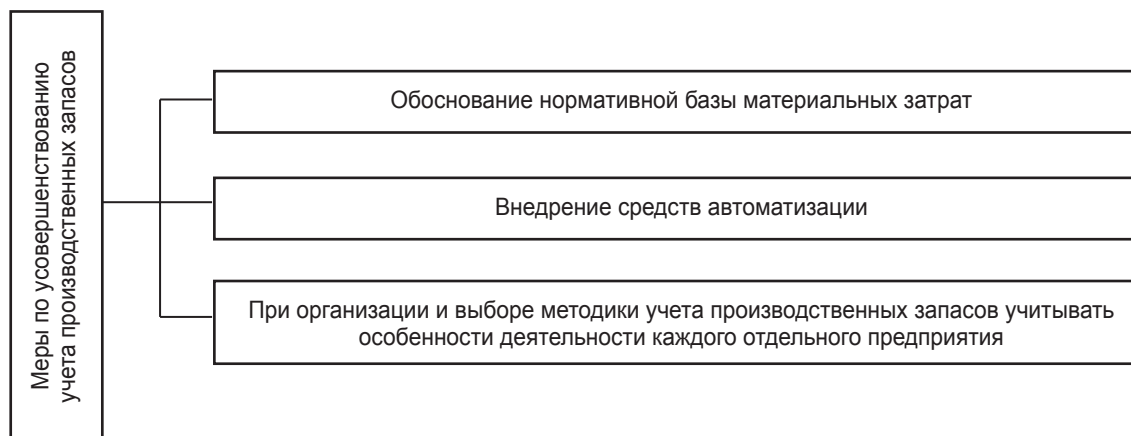 Меры по усовершенствованию
учета производственных запасов
Обоснование нормативной базы материальных затрат
Внедрение средств автоматизации
При организации и выборе методики учета производственных запасов учитывать
особенности деятельности каждого отдельного предприятия